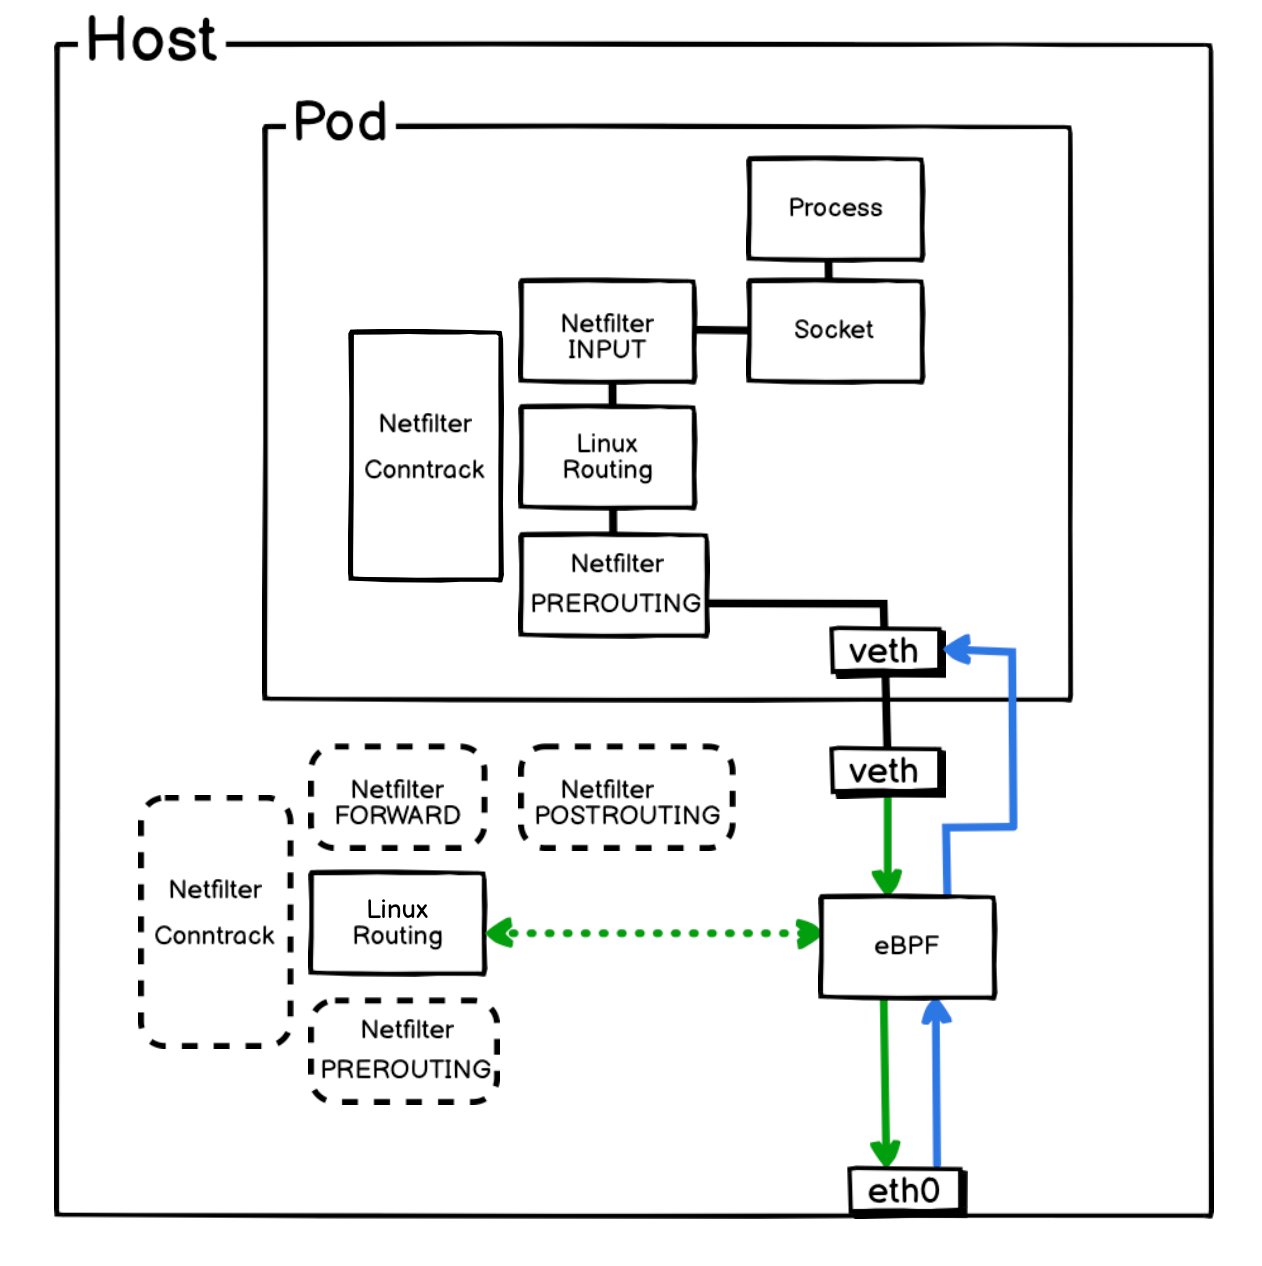 Host
Pod
Process
Netfilter
INPUT
Socket
Netfilter
Conntrack
Linux
Routing
Netfilter
PREROUTING
veth
veth
Netfilter
FORWARD
Netfilter
POSTROUTING
Netfilter
Conntrack
Linux
Routing
eBPF
Netfilter
PREROUTING
eth0